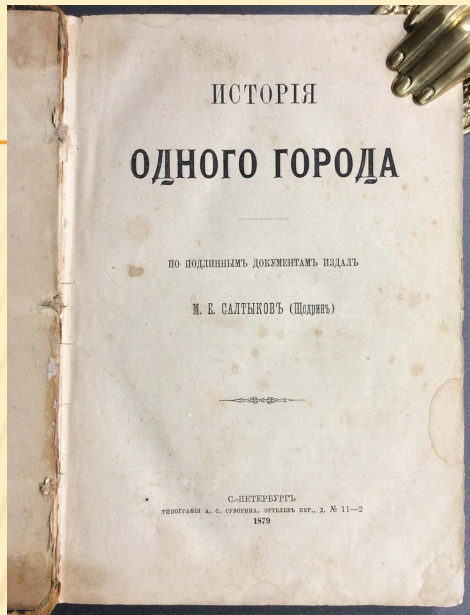 ИСТОРІЯ
ОДНОГО ГОРОДА
ПО ПОДЛИННЫМЪ ДОКУМЕНТАМЪ ИЗДАЛЪ
М. Е. САЛТЫКОВЪ (Щедринъ)
С.-ПЕТЕРБУРГЪ
ТИПОГРАФІЯ А. С. СУВОРИНА. ЭРТЕЛЕВЪ ПЕР., Д. № 11—2
1879